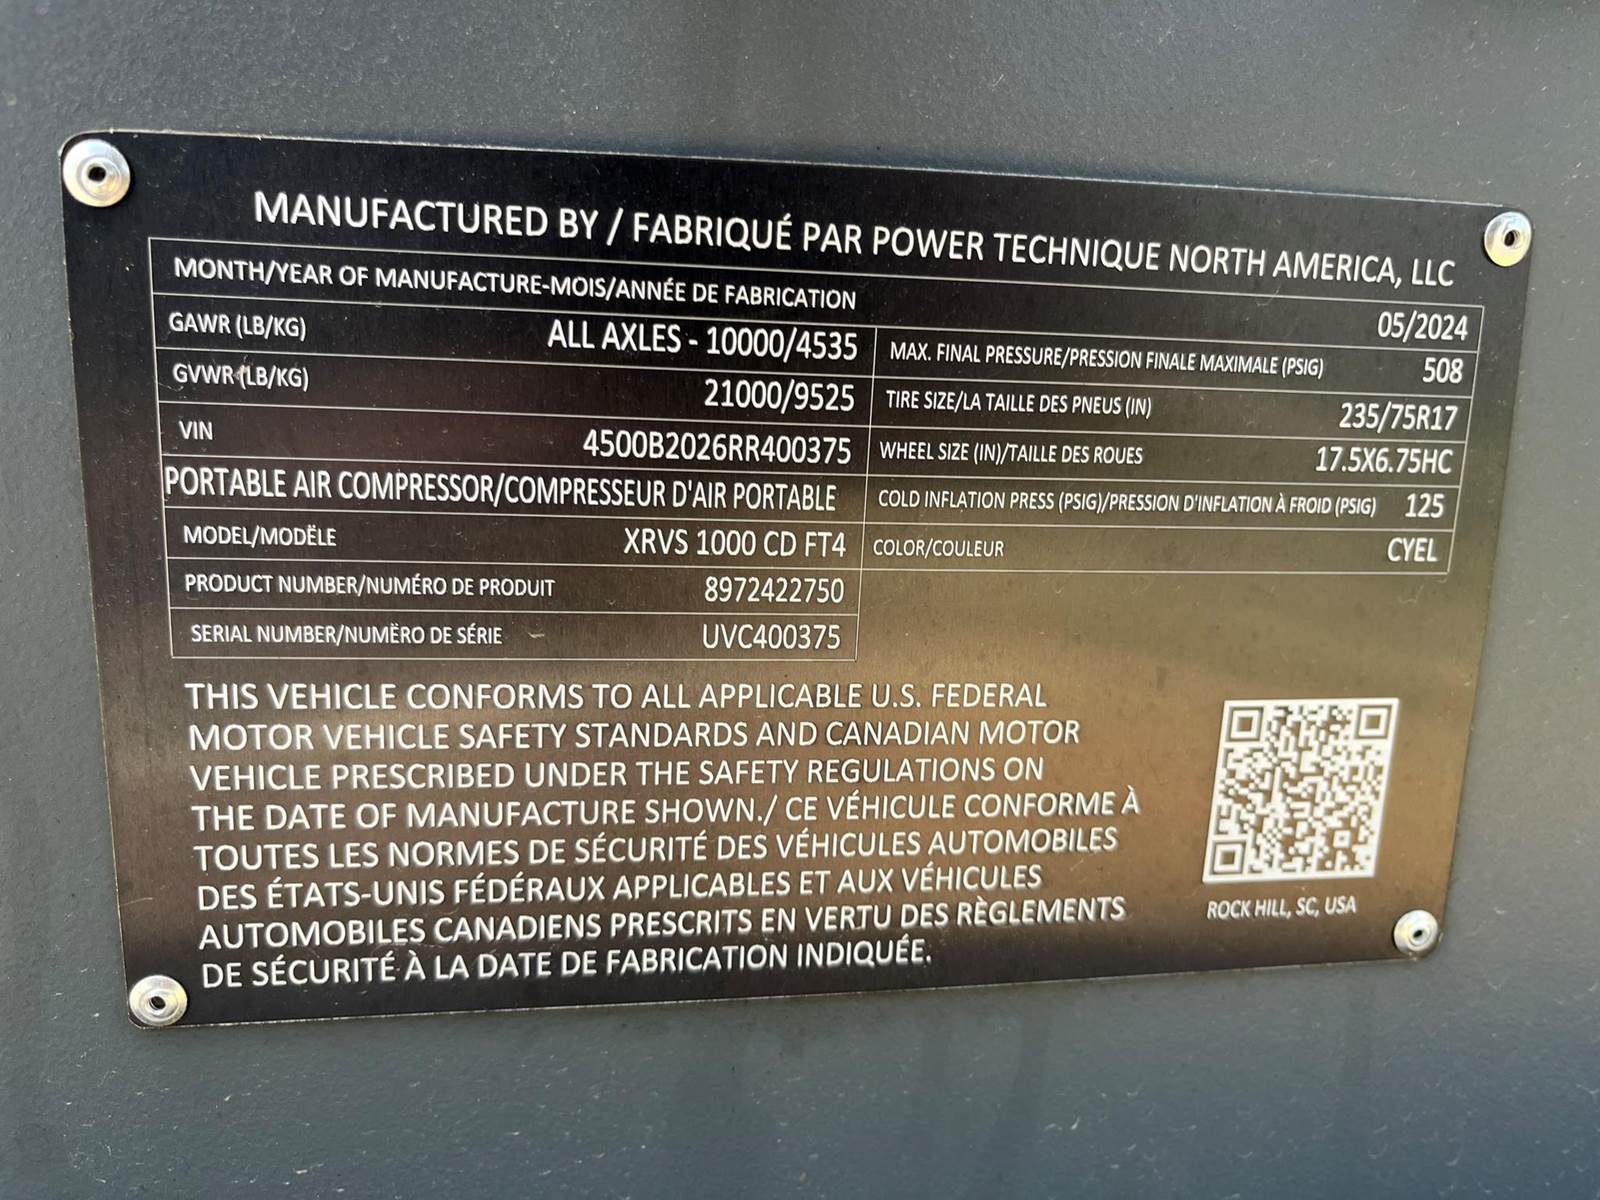 MANUFACTURED BY / FABRIQUÉ PAR POWER TECHNIQUE NORTH AMERICA, LLC
MONTH/YEAR OF MANUFACTURE-MOIS/ANNÉE DE FABRICATION 05/2024
GAWR (LB/KG) ALL AXLES - 10000/4535 MAX. FINAL PRESSURE/PRESSION FINALE MAXIMALE (PSIG) 508
GVWR (LB/KG) 21000/9525 TIRE SIZE/LA TAILLE DES PNEUS (IN) 235/75R17
VIN 4500B2026RR400375 WHEEL SIZE (IN)/TAILLE DES ROUES 17.5X6.75HC
PORTABLE AIR COMPRESSOR/COMPRESSEUR D'AIR PORTABLE COLD INFLATION PRESS (PSIG)/PRESSION D'INFLATION À FROID (PSIG) 125
MODEL/MODËLE XRVS 1000 CD FT4 COLOR/COULEUR CYEL
PRODUCT NUMBER/NUMÉRO DE PRODUIT 8972422750
SERIAL NUMBER/NUMËRO DE SÉRIE UVC400375
THIS VEHICLE CONFORMS TO ALL APPLICABLE U.S. FEDERAL
MOTOR VEHICLE SAFETY STANDARDS AND CANADIAN MOTOR
VEHICLE PRESCRIBED UNDER THE SAFETY REGULATIONS ON
THE DATE OF MANUFACTURE SHOWN./ CE VÉHICULE CONFORME À
TOUTES LES NORMES DE SÉCURITÉ DES VÉHICULES AUTOMOBILES
DES ÉTATS-UNIS FÉDÉRAUX APPLICABLES ET AUX VÉHICULES
AUTOMOBILES CANADIENS PRESCRITS EN VERTU DES RÈGLEMENTS
DE SÉCURITÉ À LA DATE DE FABRICATION INDIQUÉE.
ROCK HILL, SC, USA